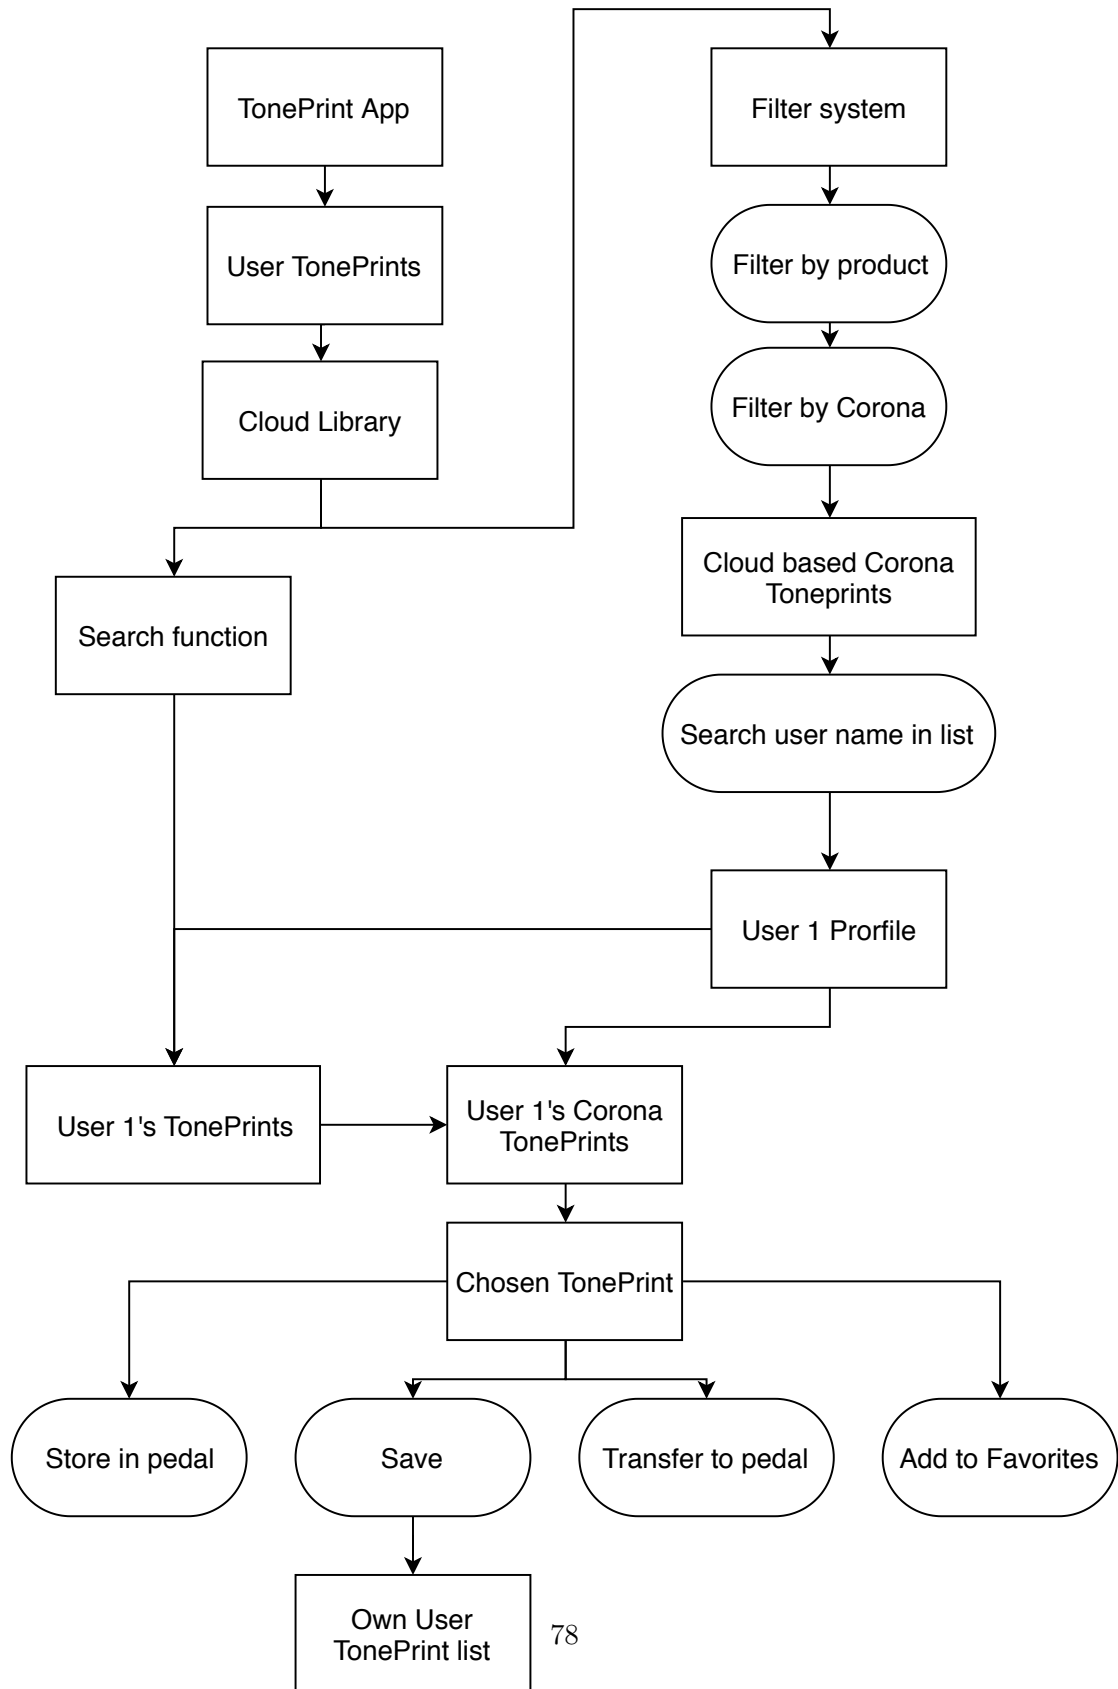 TonePrint App
User TonePrints
Cloud Library
Search function
Filter system
Filter by product
Filter by Corona
Cloud based Corona
Toneprints
Search user name in list
User 1 Prorfile
User 1's TonePrints
User 1's Corona
TonePrints
Chosen TonePrint
Store in pedal
Save
Transfer to pedal
Add to Favorites
Own User
TonePrint list
78